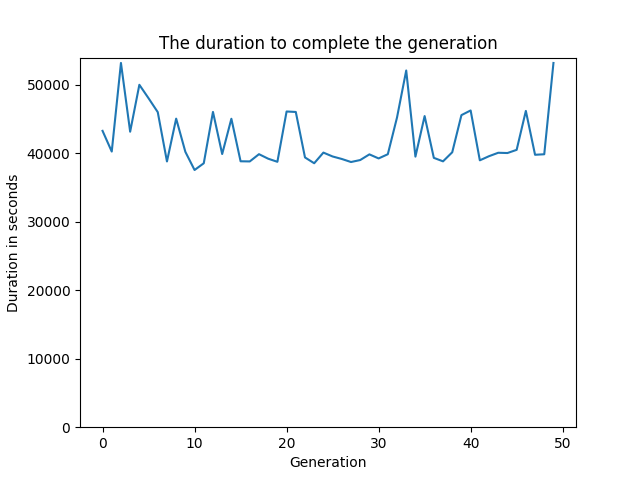 The duration to complete the generation
Duration in seconds
50000
40000
30000
20000
10000
0
0 10 20 30 40 50
Generation